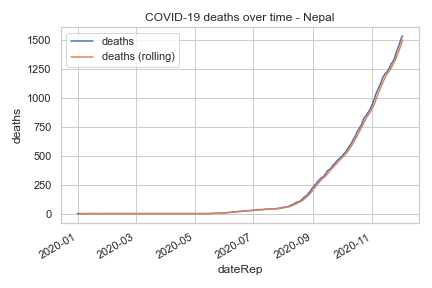 COVID-19 deaths over time - Nepal
deaths
deaths (rolling)
1500
1250
1000
750
500
250
0
deaths
2020-01
2020-03
2020-05
2020-07
2020-09
2020-11
dateRep